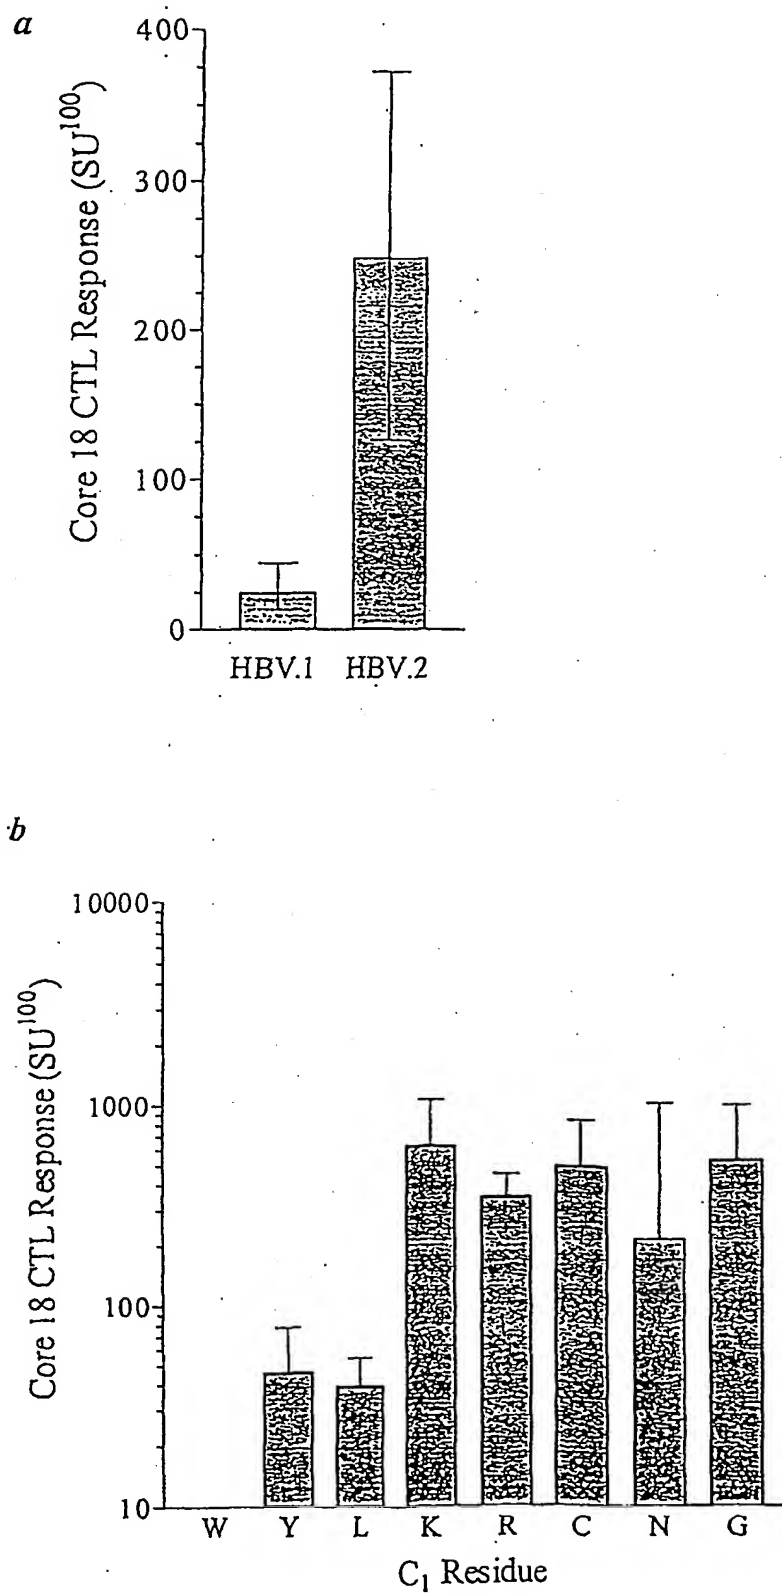 a
Core 18 CTL Response (SU100)
400
300
200
100
0
HBV.1 HBV.2
b
Core 18 CTL Response (SU100)
10000
1000
100
10
W Y L K R C N G
C1 Residue